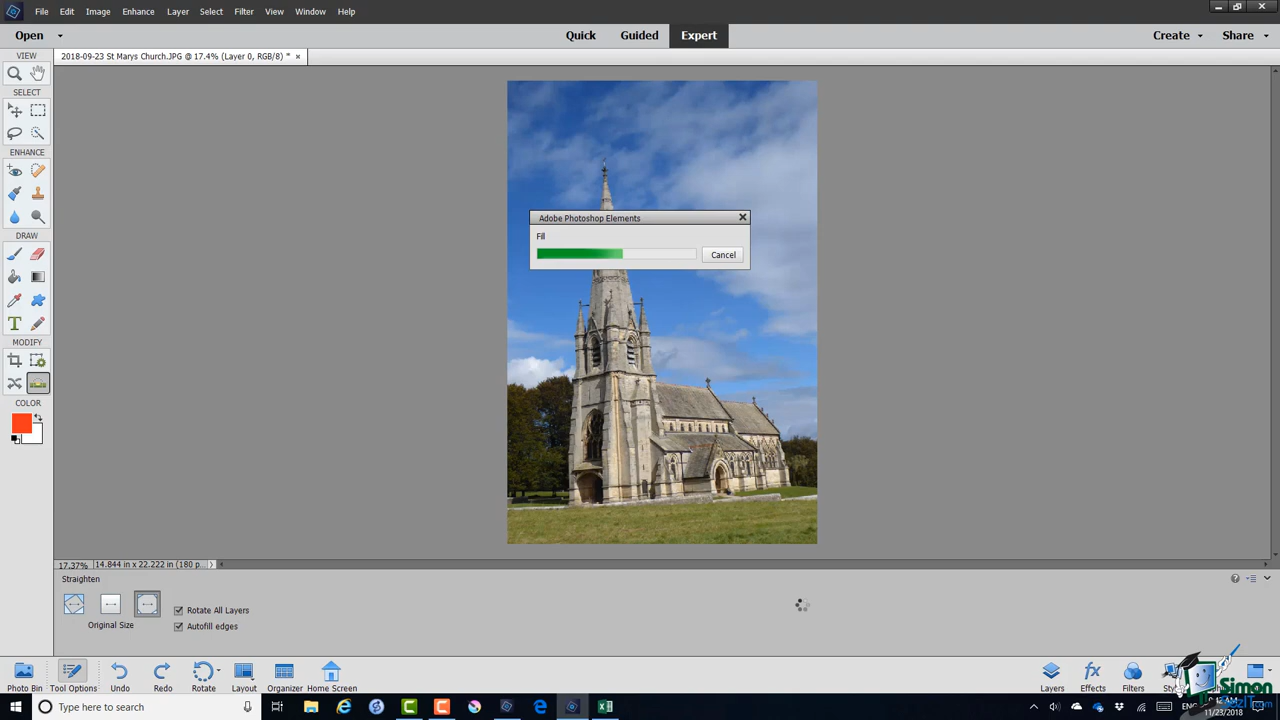 File Edit Image Enhance Layer Select Filter View Window Help
Open Quick Guided Expert Create Share
VIEW
2018-09-23 St Marys Church.JPG @ 17.4% (Layer 0, RGB/8) * ×
SELECT
ENHANCE
Adobe Photoshop Elements
Fill
Cancel
DRAW
MODIFY
COLOR
17.37% 14.844 in x 22.222 in (180 p...
Straighten
Rotate All Layers
Original Size
Autofill edges
Photo Bin Tool Options Undo Redo Rotate Layout Organizer Home Screen Layers Effects Filters
Simon
Type here to search
11/23/2018